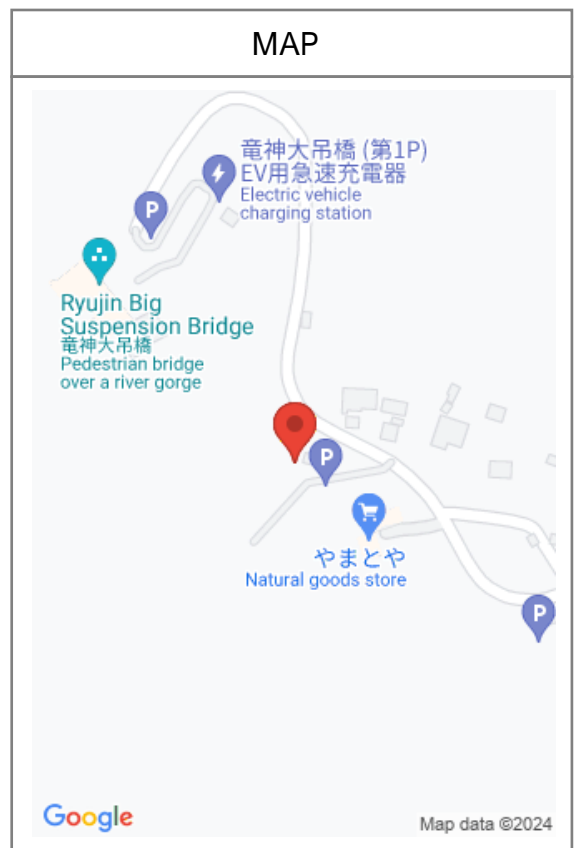 MAP
竜神大吊橋 (第1P)
EV用急速充電器
Electric vehicle
charging station
P
Ryujin Big
Suspension Bridge
竜神大吊橋
Pedestrian bridge
over a river gorge
P
やまとや
Natural goods store
P
Google
Map data ©2024